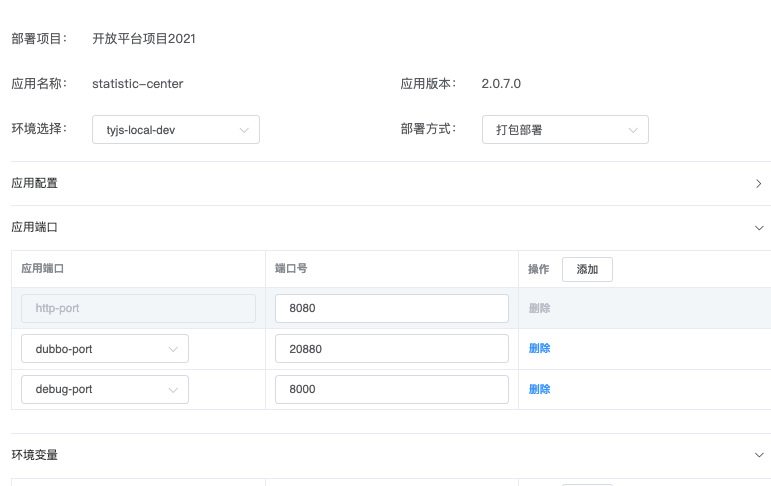 部署项目： 开放平台项目2021
应用名称： statistic-center 应用版本： 2.0.7.0
环境选择： tyjs-local-dev 部署方式： 打包部署
应用配置
应用端口
应用端口 端口号 操作 添加
http-port 8080 删除
dubbo-port 20880 删除
debug-port 8000 删除
环境变量